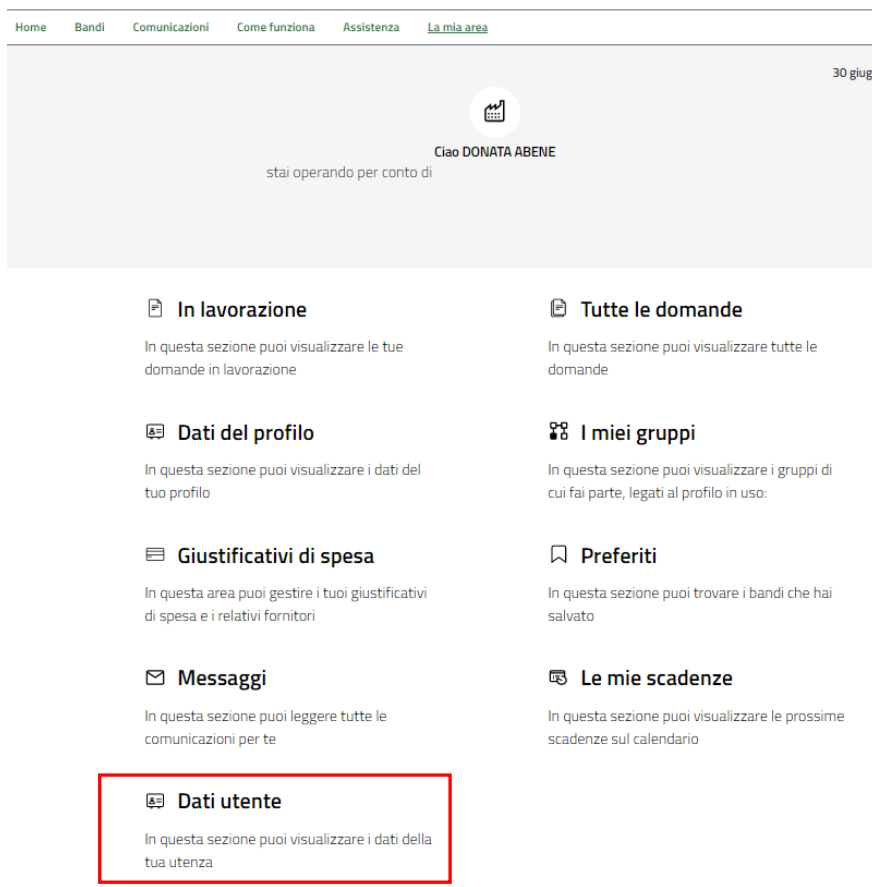 Home Bandi Comunicazioni Come funziona Assistenza La mia area
30 giug
Ciao DONATA ABENE
stai operando per conto di
In lavorazione
In questa sezione puoi visualizzare le tue
domande in lavorazione
Tutte le domande
In questa sezione puoi visualizzare tutte le
domande
Dati del profilo
In questa sezione puoi visualizzare i dati del
tuo profilo
I miei gruppi
In questa sezione puoi visualizzare i gruppi di
cui fai parte, legati al profilo in uso:
Giustificativi di spesa
In questa area puoi gestire i tuoi giustificativi
di spesa e i relativi fornitori
Preferiti
In questa sezione puoi trovare i bandi che hai
salvato
Messaggi
In questa sezione puoi leggere tutte le
comunicazioni per te
Le mie scadenze
In questa sezione puoi visualizzare le prossime
scadenze sul calendario
Dati utente
In questa sezione puoi visualizzare i dati della
tua utenza